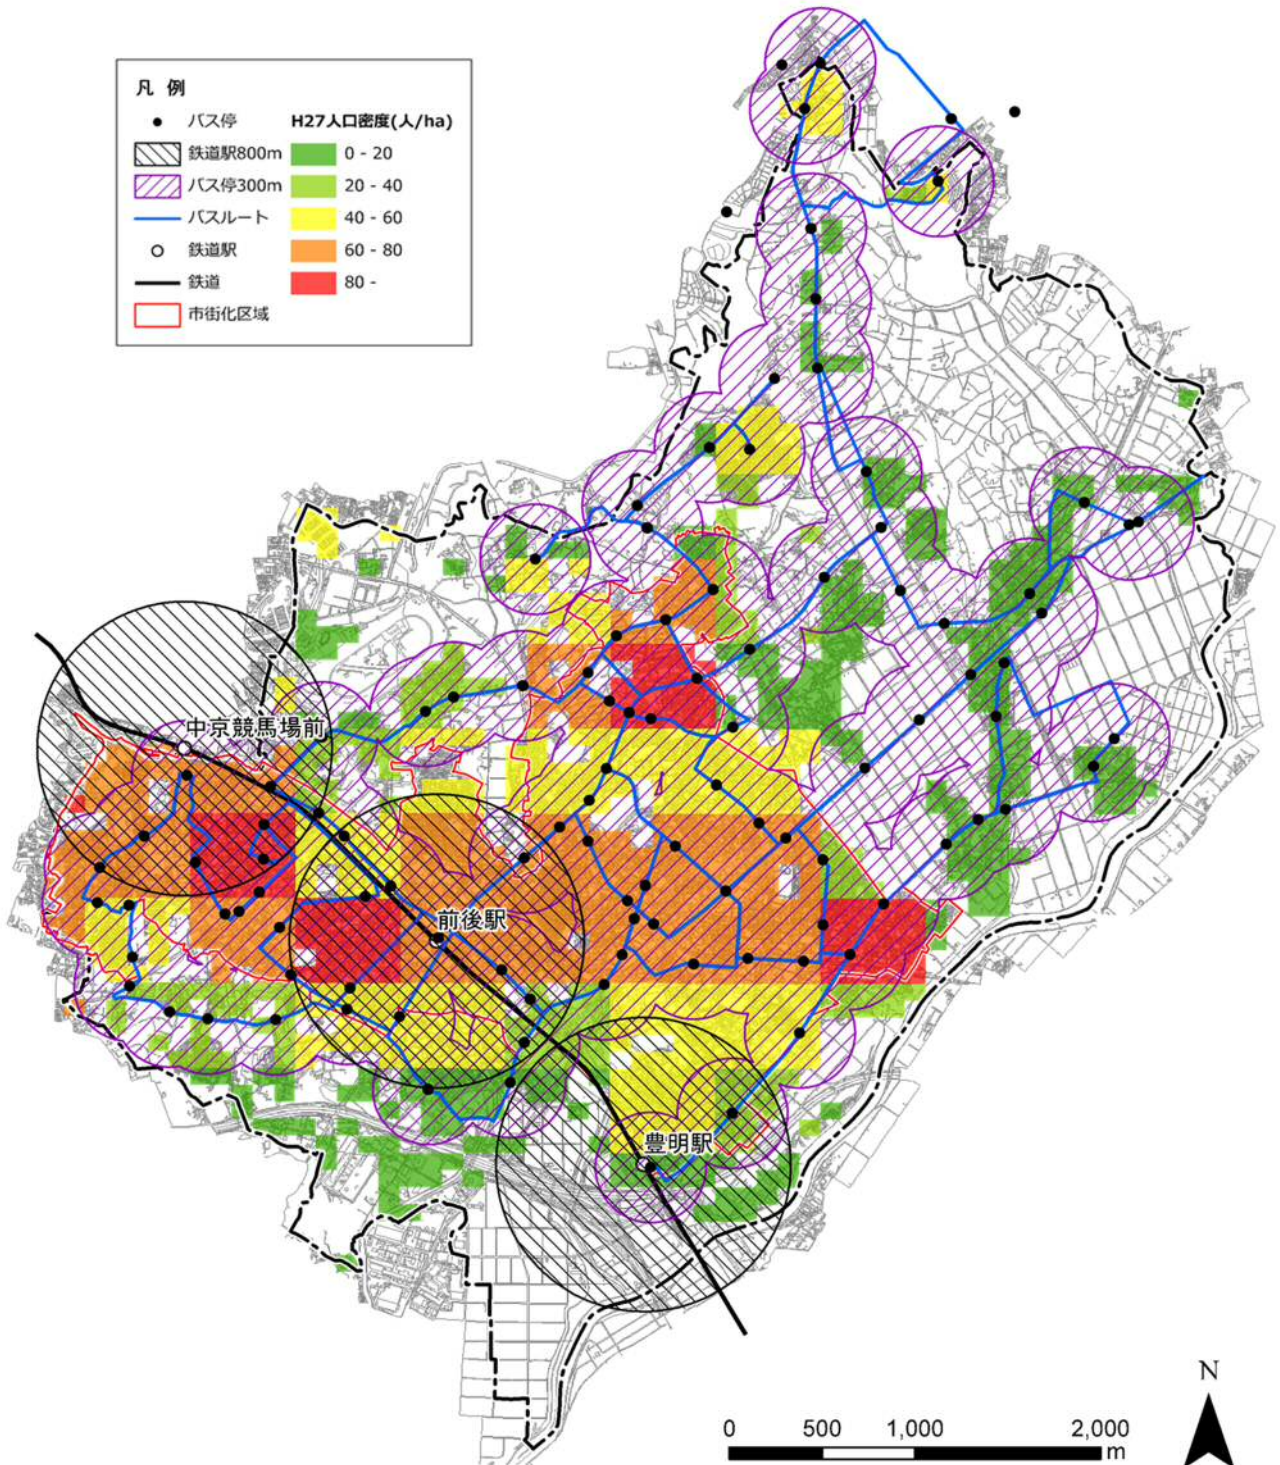 凡 例
バス停
鉄道駅800m
バス停300m
バスルート
鉄道駅
鉄道
市街化区域
H27人口密度(人/ha)
0 - 20
20 - 40
40 - 60
60 - 80
80 -
中京競馬場前
前後駅
豊明駅
N
0 500 1,000 2,000
m